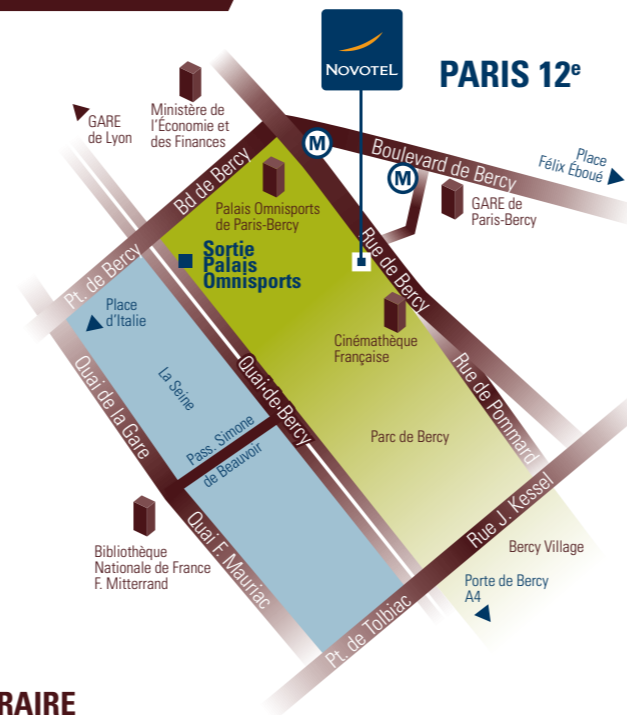 NOVOTEL
PARIS 12e
GARE
de Lyon
Ministère de
l'Économie et
des Finances
M
Boulevard de Bercy
Place
Félix Éboué
M
GARE de
Paris-Bercy
Bd de Bercy
Palais Omnisports
de Paris-Bercy
Sortie
Palais
Omnisports
Rue de Bercy
Pt. de Bercy
Place
d'Italie
Cinémathèque
Française
Quai de la Gare
La Seine
Quai de Bercy
Rue de Pommard
Parc de Bercy
Pass. Simone
de Beauvoir
Rue J. Kessel
Bercy Village
Bibliothèque
Nationale de France
F. Mitterrand
Quai F. Mauriac
Porte de Bercy
A4
Pt. de Tolbiac
RAIRE